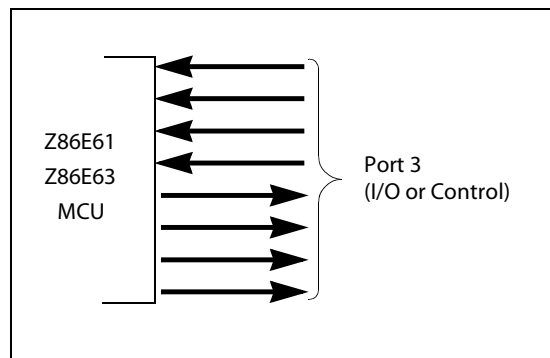 Z86E61
Z86E63
MCU
Port 3
(I/O or Control)